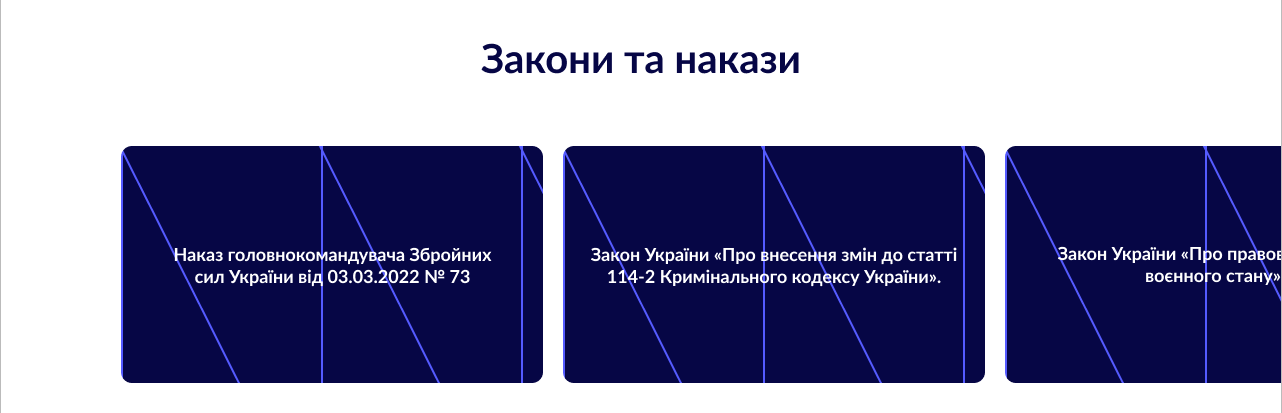 Закони та накази
Наказ головнокомандувача Збройних
сил України від 03.03.2022 № 73
Закон України «Про внесення змін до статті
114-2 Кримінального кодексу України».
Закон України «Про
воєнного стану»